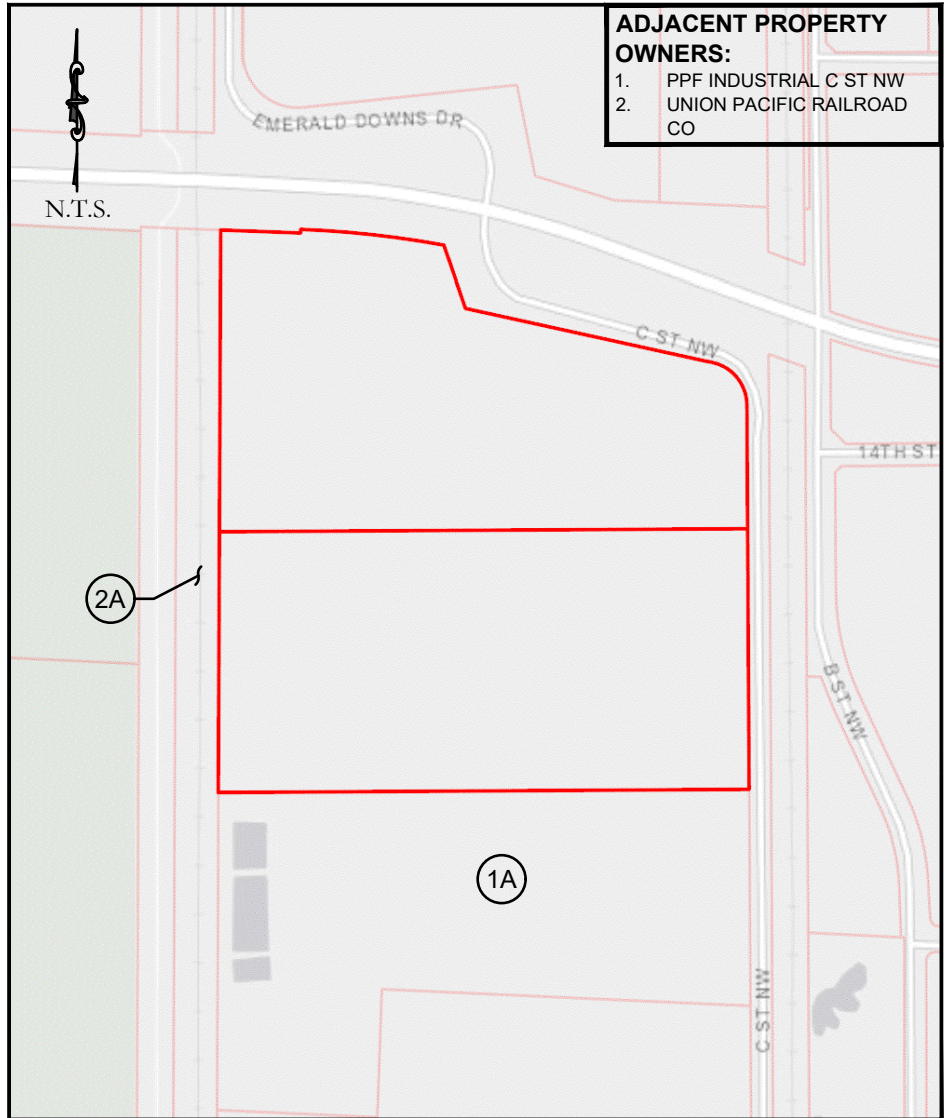 ADJACENT PROPERTY
OWNERS:
1. PPF INDUSTRIAL C ST NW
2. UNION PACIFIC RAILROAD
CO
N.T.S.
EMERALD DOWNS DR
C ST NW
14TH ST
2A
B ST NW
1A
C ST NW